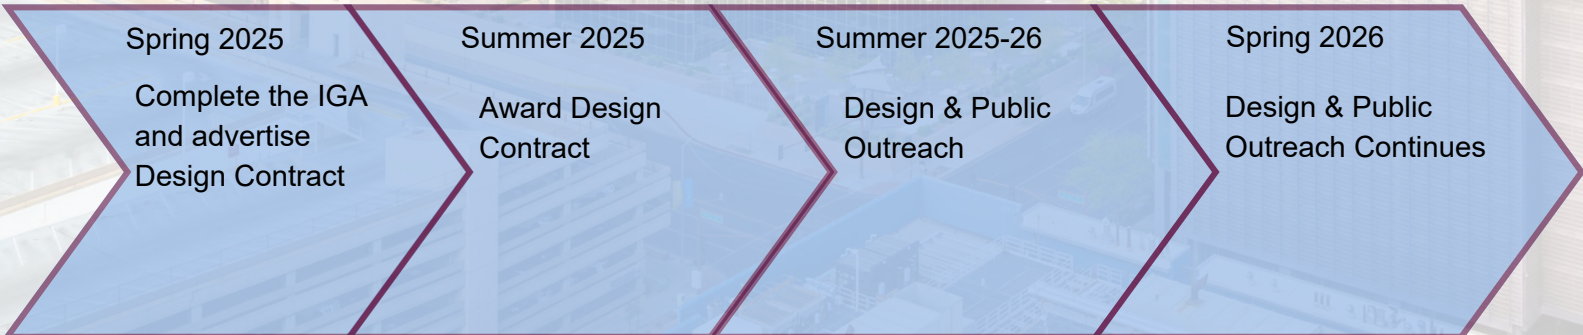 Spring 2025
Complete the IGA
and advertise
Design Contract
Summer 2025
Award Design
Contract
Summer 2025-26
Design & Public
Outreach
Spring 2026
Design & Public
Outreach Continues